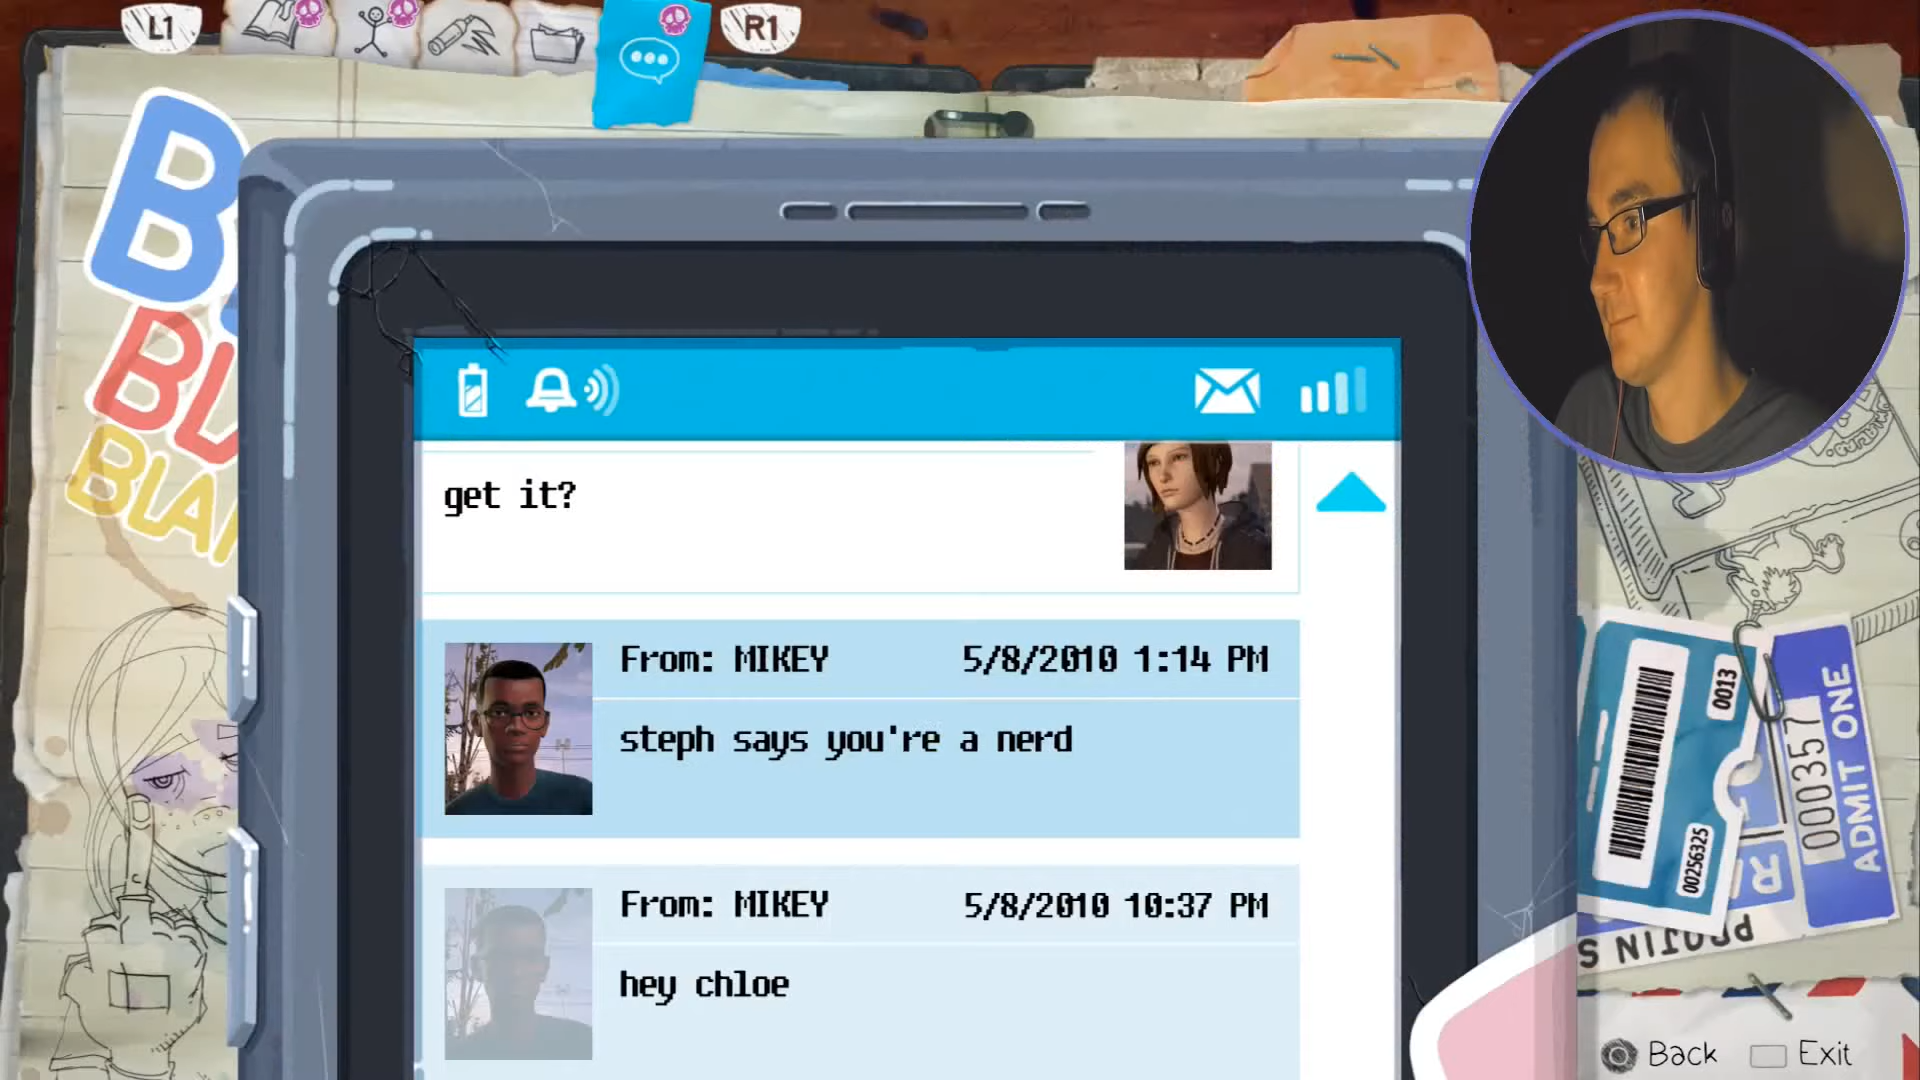 L1
R1
get it?
From: MIKEY 5/8/2010 1:14 PM
steph says you're a nerd
From: MIKEY 5/8/2010 10:37 PM
hey chloe
0013
00256325
000357
ADMIT ONE
Back Exit